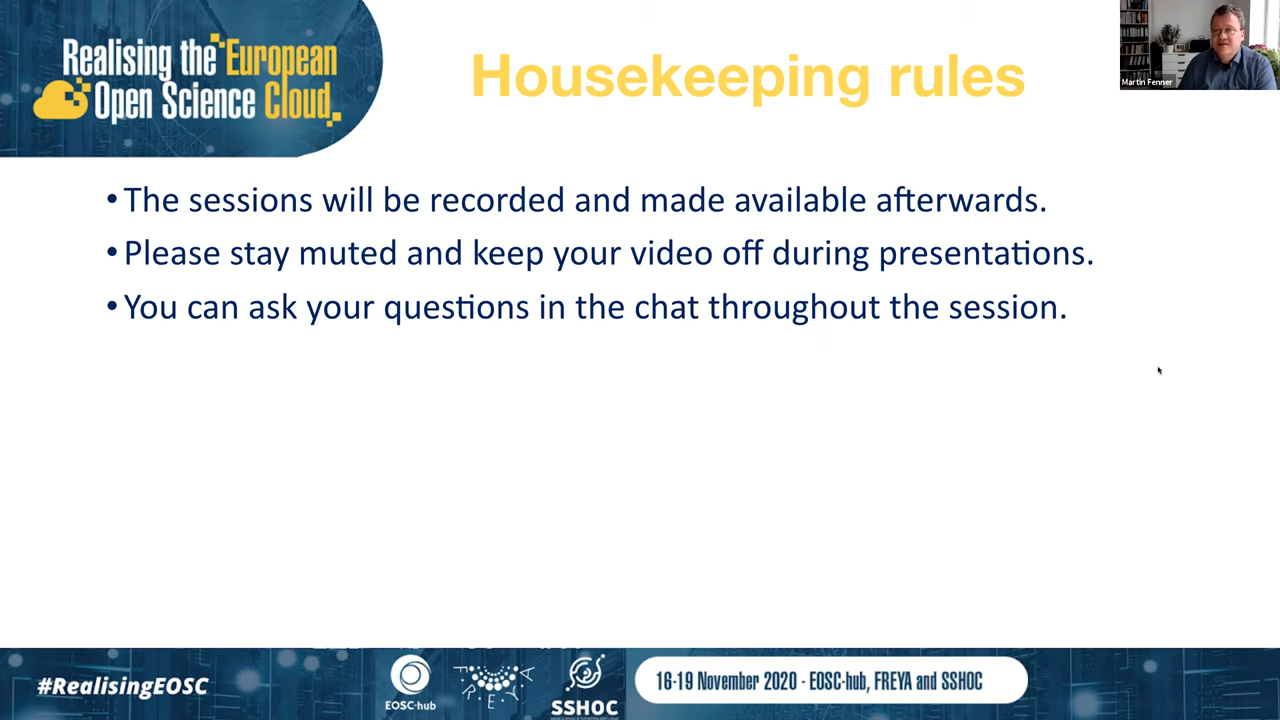 Realising the European
Open Science Cloud
Housekeeping rules
Martin Fenner
•The sessions will be recorded and made available afterwards.
•Please stay muted and keep your video off during presentations.
•You can ask your questions in the chat throughout the session.
#RealisingEOSC
EOSC-hub
FREYA
SSHOC
16-19 November 2020 - EOSC-hub, FREYA and SSHOC